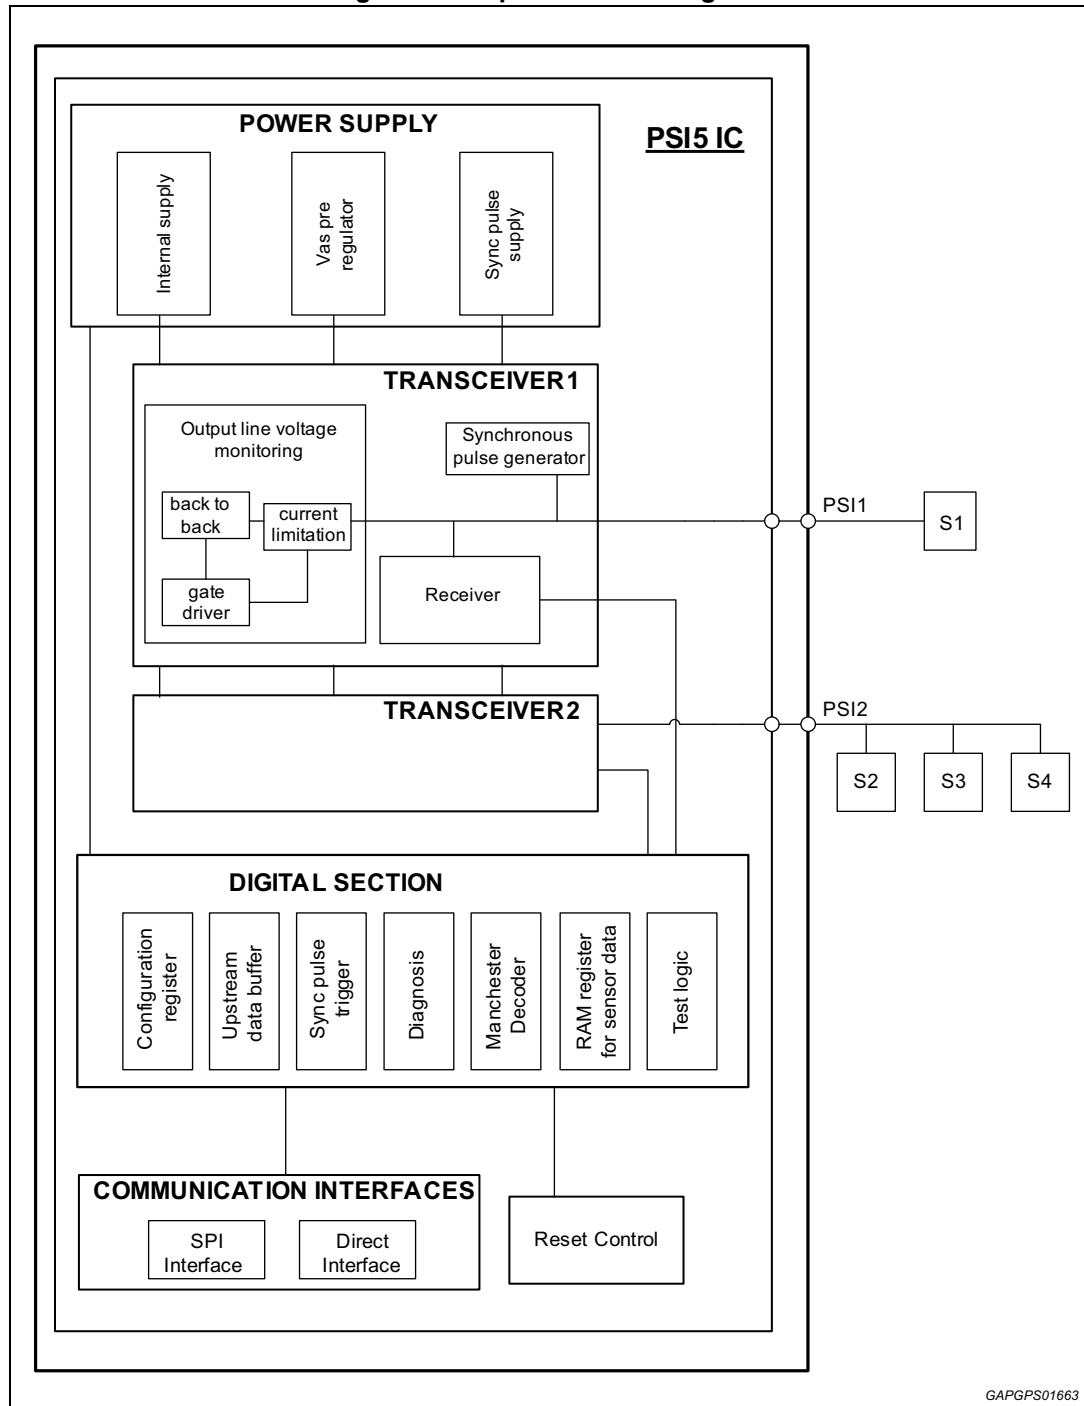 POWER SUPPLY
PSI5 IC
Internal supply
Vas pre
regulator
Sync pulse
supply
TRANSCEIVER1
Output line voltage
monitoring
Synchronous
pulse generator
back to
back
current
limitation
gate
driver
Receiver
PSI1
S1
TRANSCEIVER2
PSI2
S2
S3
S4
DIGITAL SECTION
Configuration
register
Upstream
data buffer
Sync pulse
trigger
Diagnosis
Manchester
Decoder
RAM register
for sensor data
Test logic
COMMUNICATION INTERFACES
SPI
Interface
Direct
Interface
Reset Control
GAPGPS01663